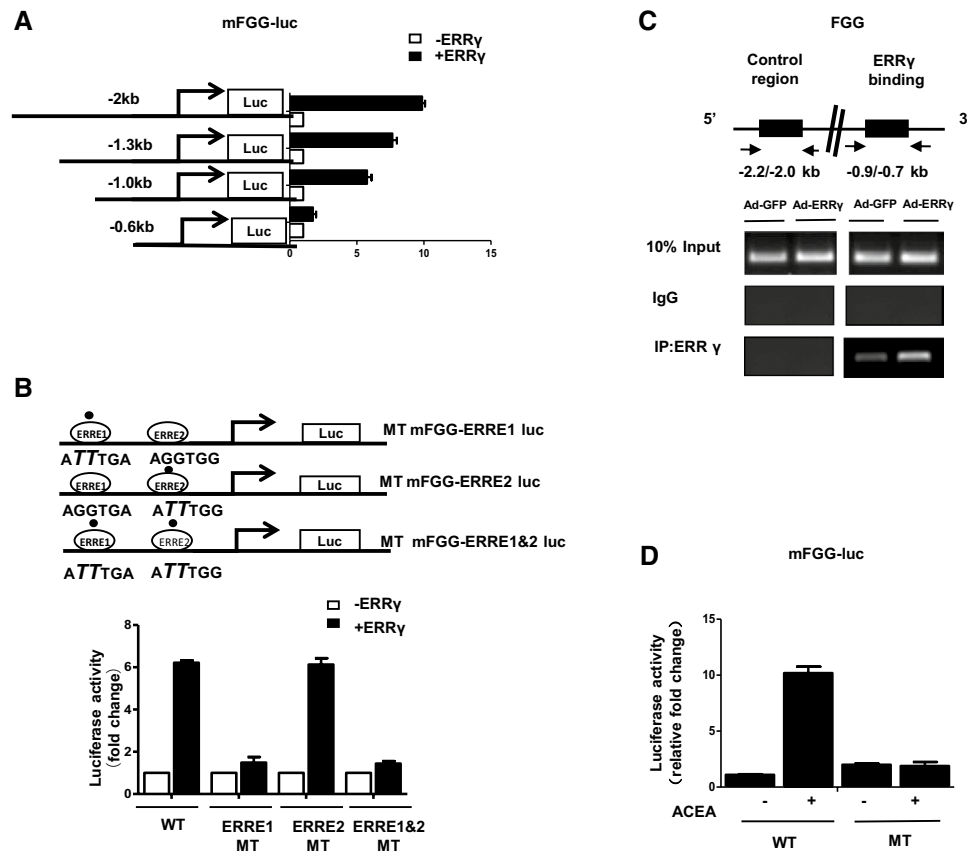 A
mFGG-luc
-ERRγ
+ERRγ
-2kb
Luc
-1.3kb
Luc
-1.0kb
Luc
-0.6kb
Luc
0 5 10 15
B
ERRE1 ERRE2 Luc MT mFGG-ERRE1 luc
ATTTGA AGGTGG
ERRE1 ERRE2 Luc MT mFGG-ERRE2 luc
AGGTGA ATTTGG
ERRE1 ERRE2 Luc MT mFGG-ERRE1&2 luc
ATTTGA ATTTGG
-ERRγ
+ERRγ
Luciferase activity
(fold change)
8
6
4
2
0
WT ERRE1 ERRE2 ERRE1&2
MT MT MT
C
FGG
Control ERRγ
region binding
5’ 3
-2.2/-2.0 kb -0.9/-0.7 kb
Ad-GFP Ad-ERRγ Ad-GFP Ad-ERRγ
10% Input
IgG
IP:ERR γ
D
mFGG-luc
Luciferase activity
(relative fold change)
15
10
5
0
ACEA - + - +
WT MT